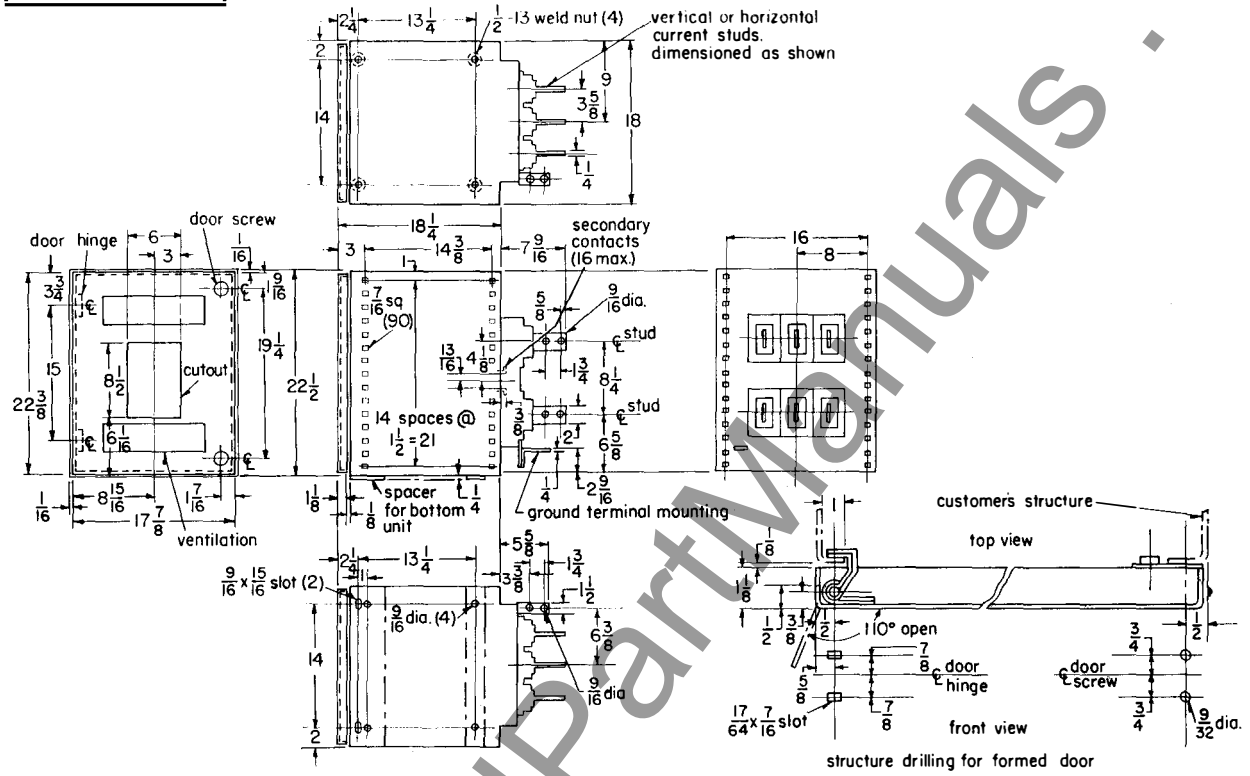 2 1/4
13 1/4
1/2 -13 weld nut (4)
vertical or horizontal
current studs.
dimensioned as shown
2
14
9
3 5/8
18
1/4
18 1/4
secondary
contacts
(16 max.)
door screw
door hinge
6
3
1/16
3
14 3/8
7 9/16
16
8
3 3/4
1 9/16
1
7/16 sq
(90)
5/8
9/16 dia.
℄ stud
℄
℄
15
8 1/2
cutout
19 1/4
22 1/2
22 3/8
13/16
4 1/8
1 3/4
8 1/4
14 spaces @
1 1/2 = 21
3/8
2
℄ stud
6 5/8
6 1/16
℄
℄
1/16
8 15/16
1 7/16
17 7/8
ventilation
1 1/8
1/8
spacer
for bottom
unit
1/4
1/4
2 9/16
ground terminal mounting
customer's structure
top view
1
1/8
1 1/8
1/2
3/8
1/2
110° open
1/2
2 1/4
13 1/4
1
5 5/8
3 3/8
1 3/4
1 1/2
9/16 x 15/16 slot (2)
9/16 dia. (4)
14
6 3/8
9/16 dia
2
7/8
3/4
5/8
℄ door
hinge
℄ door
screw
17/64 x 7/16 slot
7/8
3/4
9/32 dia.
front view
structure drilling for formed door